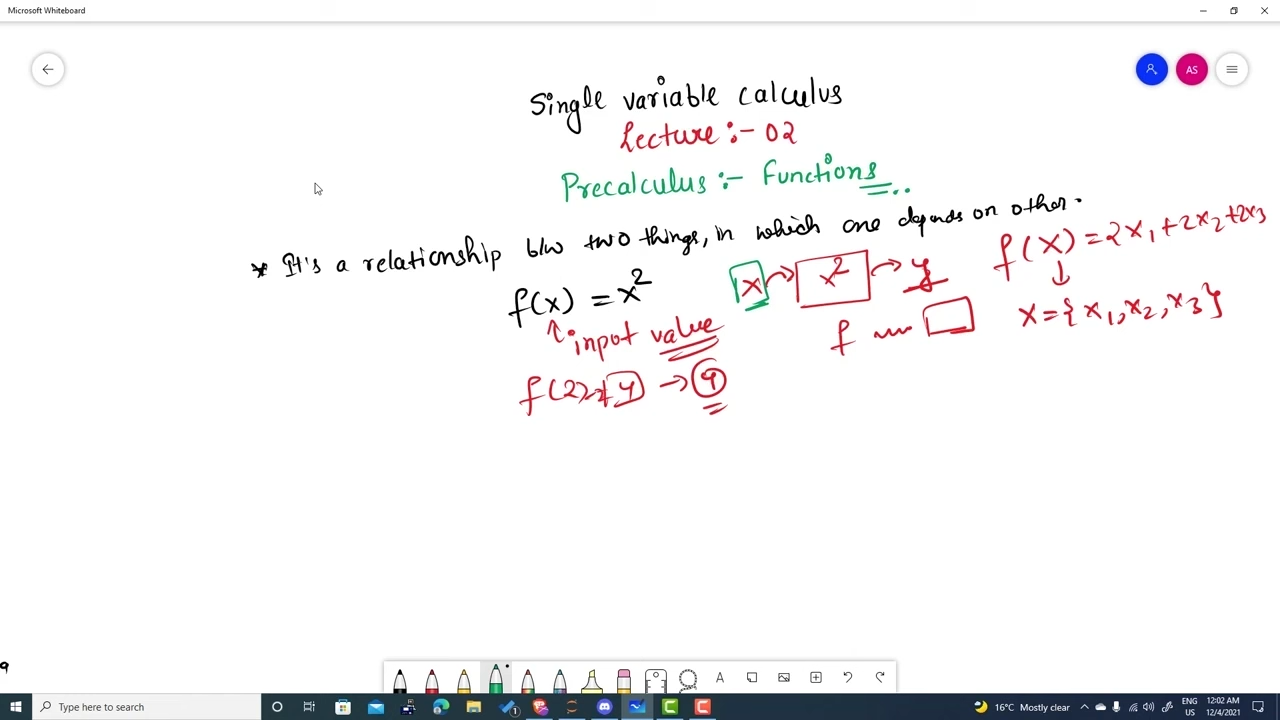 Microsoft Whiteboard
AS
Single variable calculus
Lecture :- 02
Precalculus :- Functions
* It's a relationship b/w two things, in which one depends on other.
f(x) = x²
x → x² → y
f(X) = 2x₁ + 2x₂ + 2x₃
X = {x₁, x₂, x₃}
↑ input value
f
f(2)
9
A
Type here to search
16°C Mostly clear
ENG
US
12:02 AM
12/4/2021